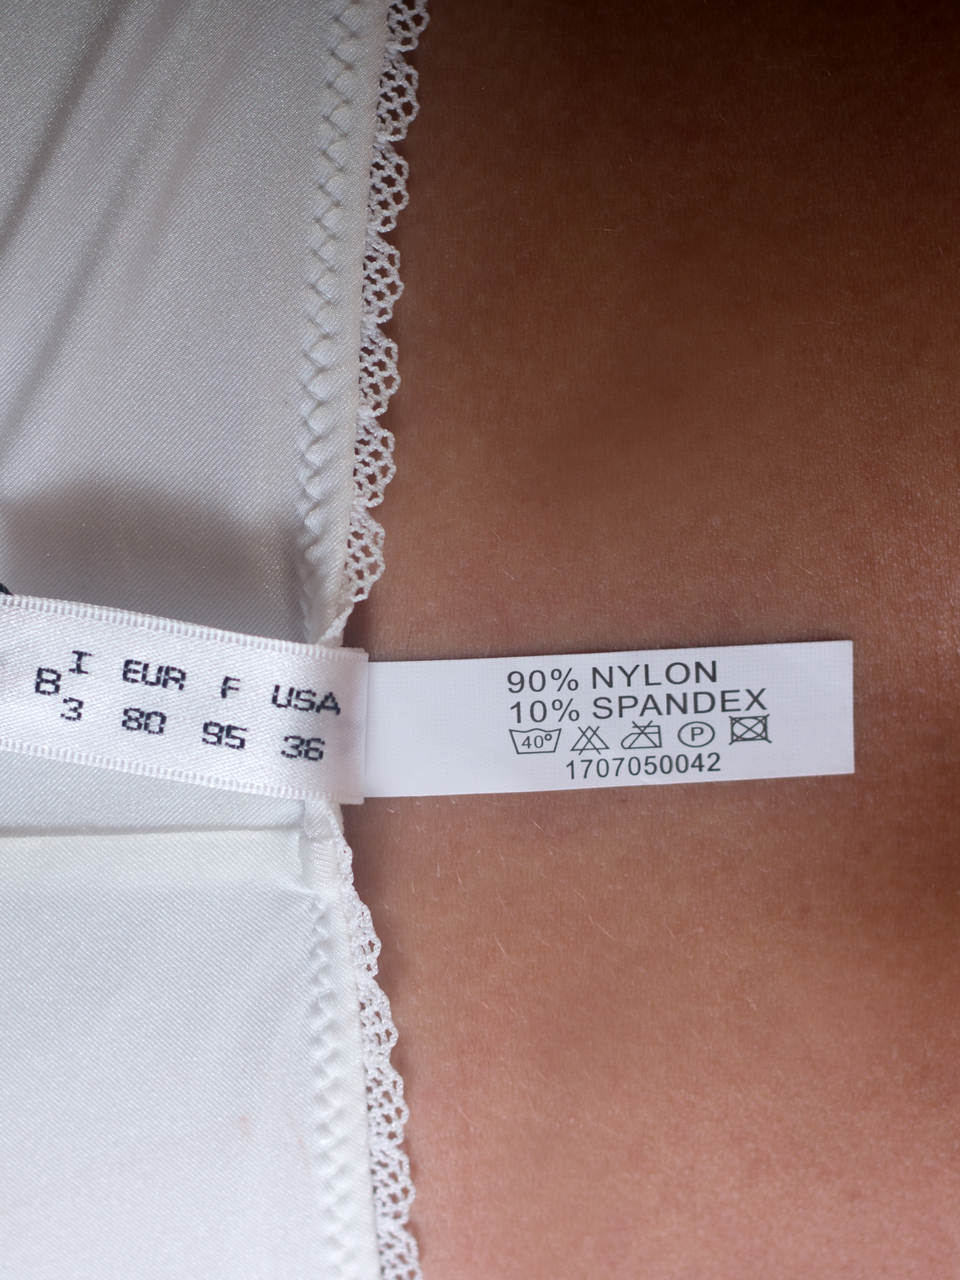 I EUR F USA
B
3 80 95 36
90% NYLON
10% SPANDEX
40°
P
1707050042